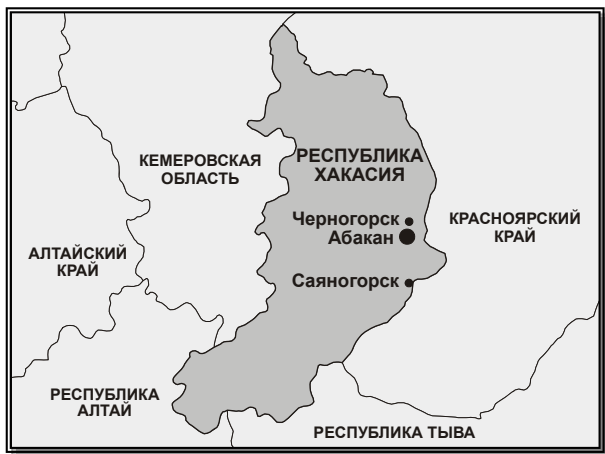 КЕМЕРОВСКАЯ
ОБЛАСТЬ
РЕСПУБЛИКА
ХАКАСИЯ
Черногорск
Абакан
КРАСНОЯРСКИЙ
КРАЙ
АЛТАЙСКИЙ
КРАЙ
Саяногорск
РЕСПУБЛИКА
АЛТАЙ
РЕСПУБЛИКА ТЫВА